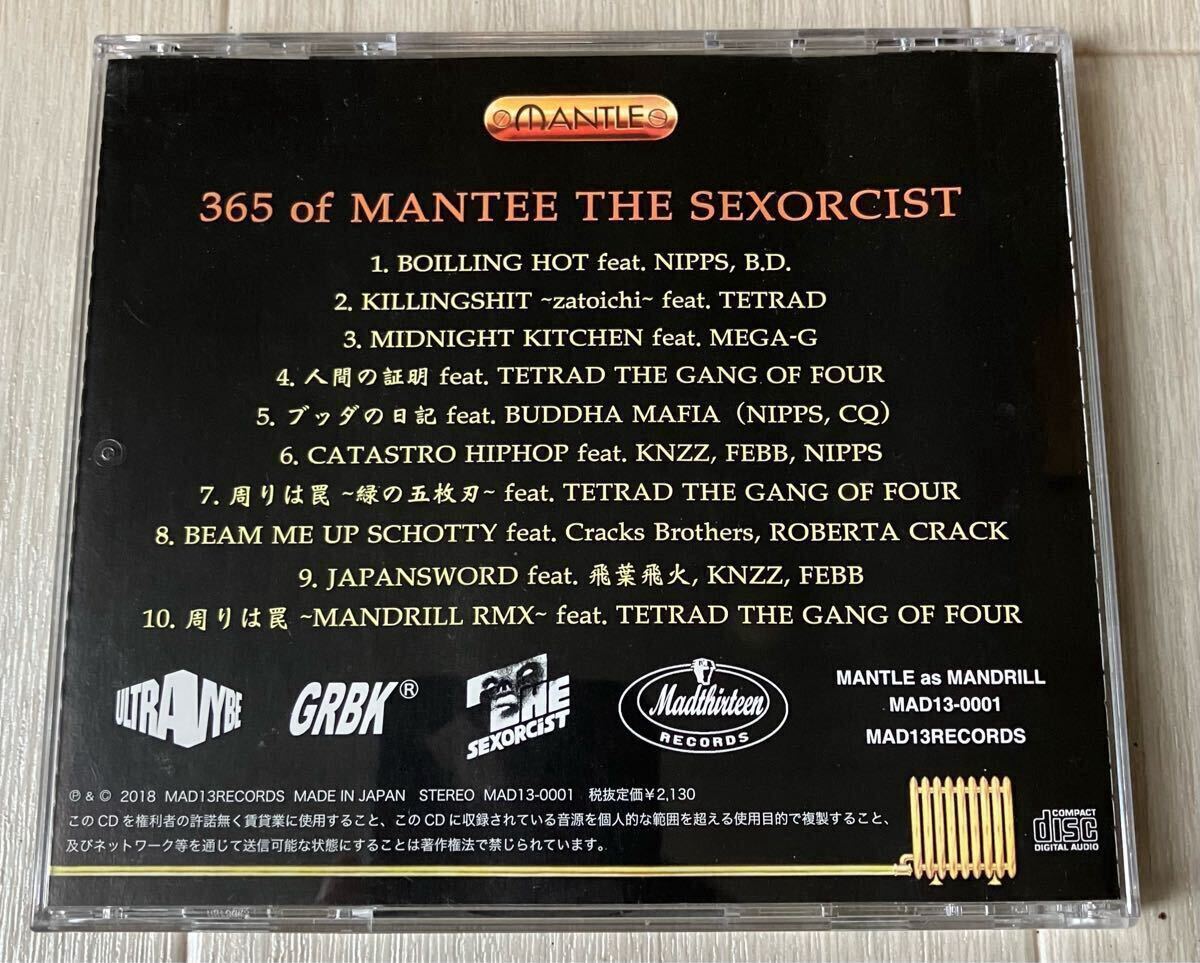 MANTLE
365 of MANTEE THE SEXORCIST
1. BOILLING HOT feat. NIPPS, B.D.
2. KILLINGSHIT ~zatoichi~ feat. TETRAD
3. MIDNIGHT KITCHEN feat. MEGA-G
4. 人間の証明 feat. TETRAD THE GANG OF FOUR
5. ブッダの日記 feat. BUDDHA MAFIA（NIPPS, CQ）
6. CATASTRO HIPHOP feat. KNZZ, FEBB, NIPPS
7. 周りは罠 ~緑の五枚刃~ feat. TETRAD THE GANG OF FOUR
8. BEAM ME UP SCHOTTY feat. Cracks Brothers, ROBERTA CRACK
9. JAPANSWORD feat. 飛葉飛火, KNZZ, FEBB
10. 周りは罠 ~MANDRILL RMX~ feat. TETRAD THE GANG OF FOUR
ULTRA VYBE
GRBK®
THE
SEXORCiST
Madthirteen
RECORDS
MANTLE as MANDRILL
MAD13-0001
MAD13RECORDS
℗ & © 2018 MAD13RECORDS MADE IN JAPAN STEREO MAD13-0001 税抜定価¥2,130
このCDを権利者の許諾無く賃貸業に使用すること、このCDに収録されている音源を個人的な範囲を超える使用目的で複製すること、
及びネットワーク等を通じて送信可能な状態にすることは著作権法で禁じられています。
COMPACT
disc
DIGITAL AUDIO